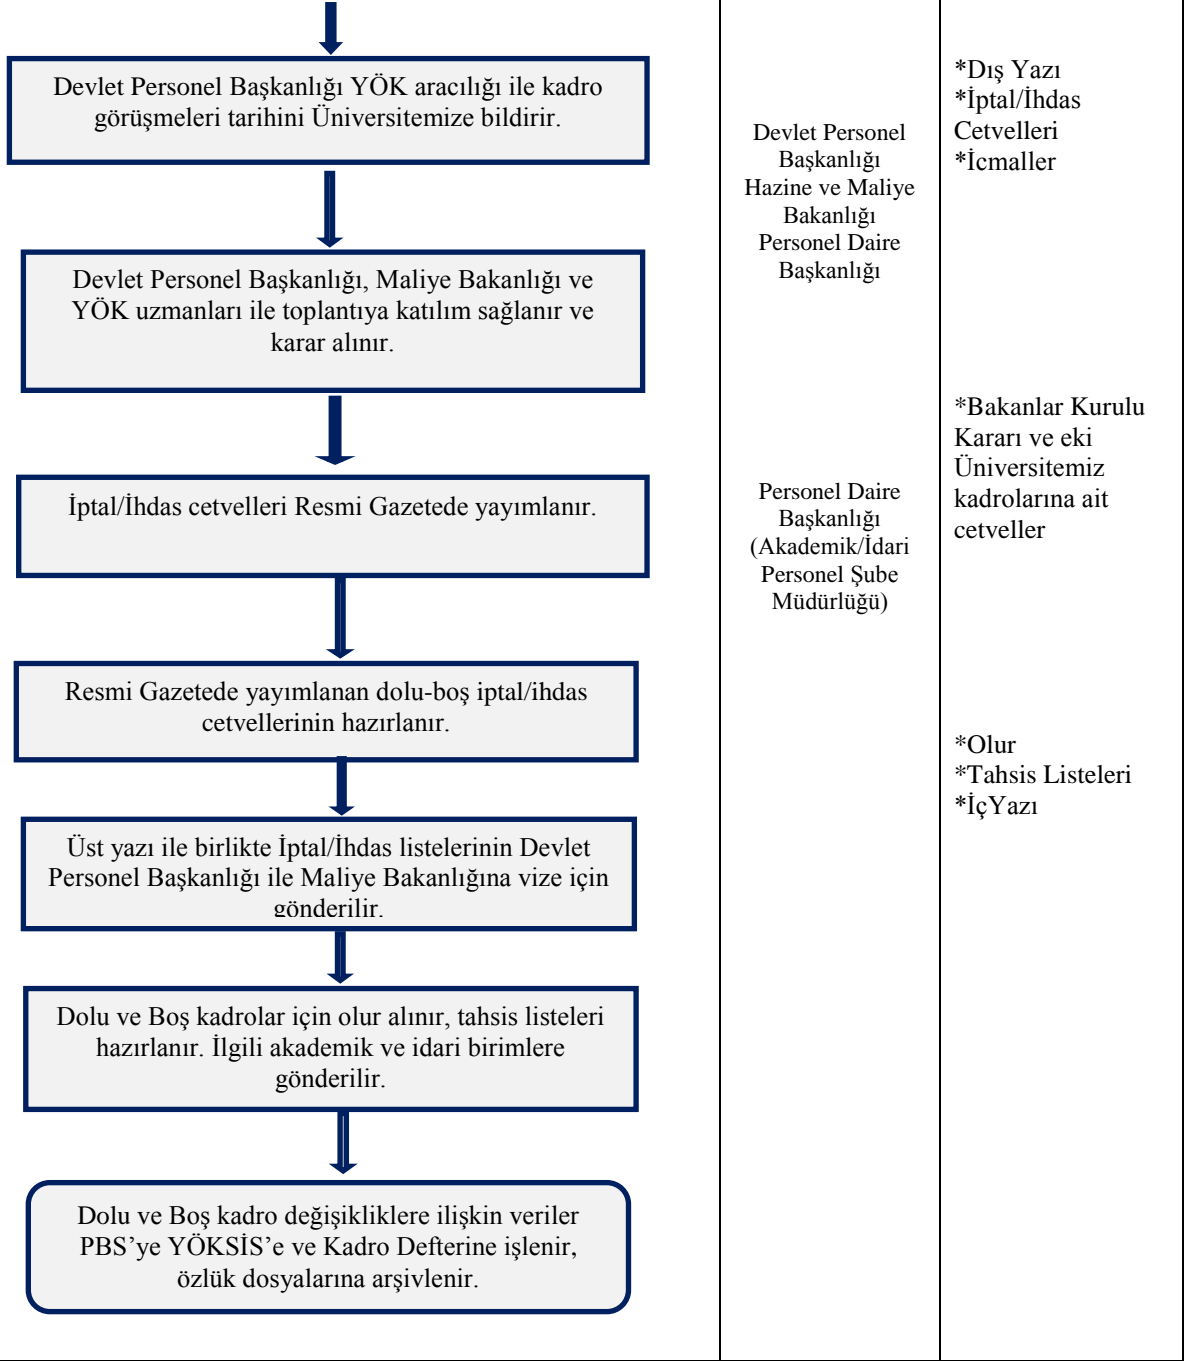 Devlet Personel Başkanlığı YÖK aracılığı ile kadro
görüşmeleri tarihini Üniversitemize bildirir.
Devlet Personel Başkanlığı, Maliye Bakanlığı ve
YÖK uzmanları ile toplantıya katılım sağlanır ve
karar alınır.
İptal/İhdas cetvelleri Resmi Gazetede yayımlanır.
Resmi Gazetede yayımlanan dolu-boş iptal/ihdas
cetvellerinin hazırlanır.
Üst yazı ile birlikte İptal/İhdas listelerinin Devlet
Personel Başkanlığı ile Maliye Bakanlığına vize için
gönderilir.
Dolu ve Boş kadrolar için olur alınır, tahsis listeleri
hazırlanır. İlgili akademik ve idari birimlere
gönderilir.
Dolu ve Boş kadro değişikliklere ilişkin veriler
PBS’ye YÖKSİS’e ve Kadro Defterine işlenir,
özlük dosyalarına arşivlenir.
Devlet Personel
Başkanlığı
Hazine ve Maliye
Bakanlığı
Personel Daire
Başkanlığı
Personel Daire
Başkanlığı
(Akademik/İdari
Personel Şube
Müdürlüğü)
*Dış Yazı
*İptal/İhdas
Cetvelleri
*İcmaller
*Bakanlar Kurulu
Kararı ve eki
Üniversitemiz
kadrolarına ait
cetveller
*Olur
*Tahsis Listeleri
*İçYazı